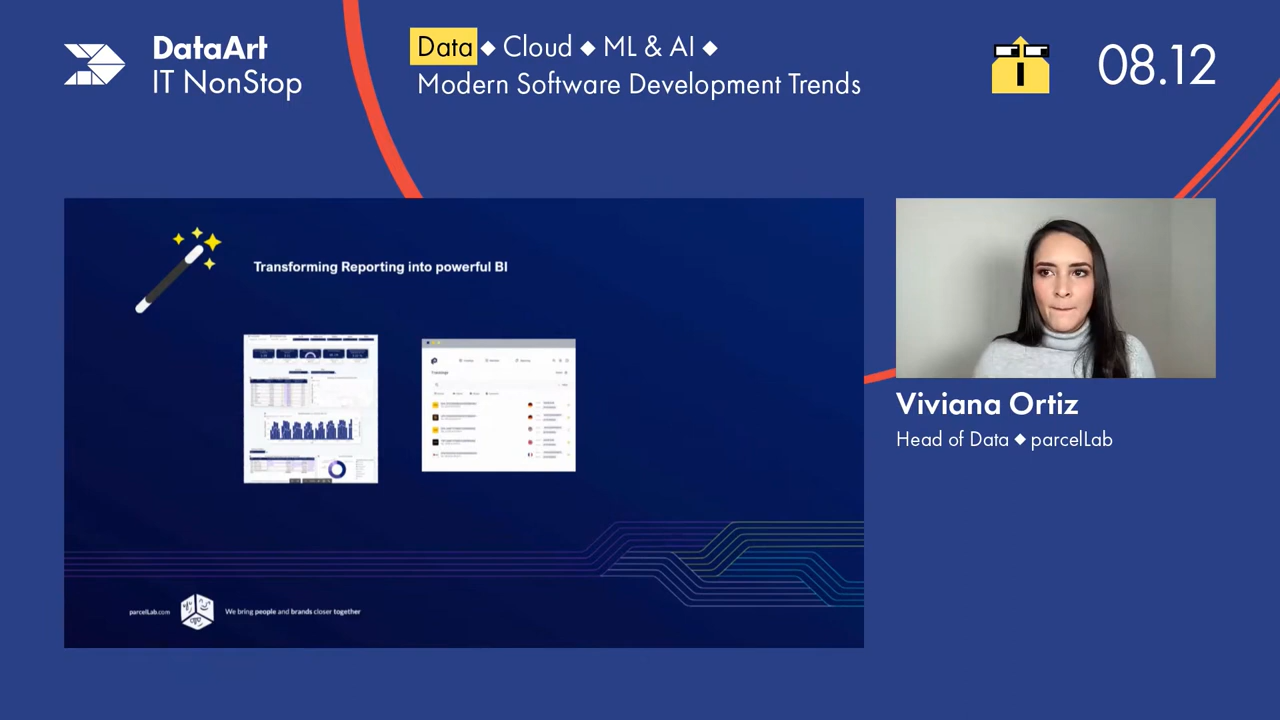 DataArt
IT NonStop
Data ◆ Cloud ◆ ML & AI ◆
Modern Software Development Trends
08.12
Transforming Reporting into powerful BI
parcelLab.com
We bring people and brands closer together
Viviana Ortiz
Head of Data ◆ parcelLab